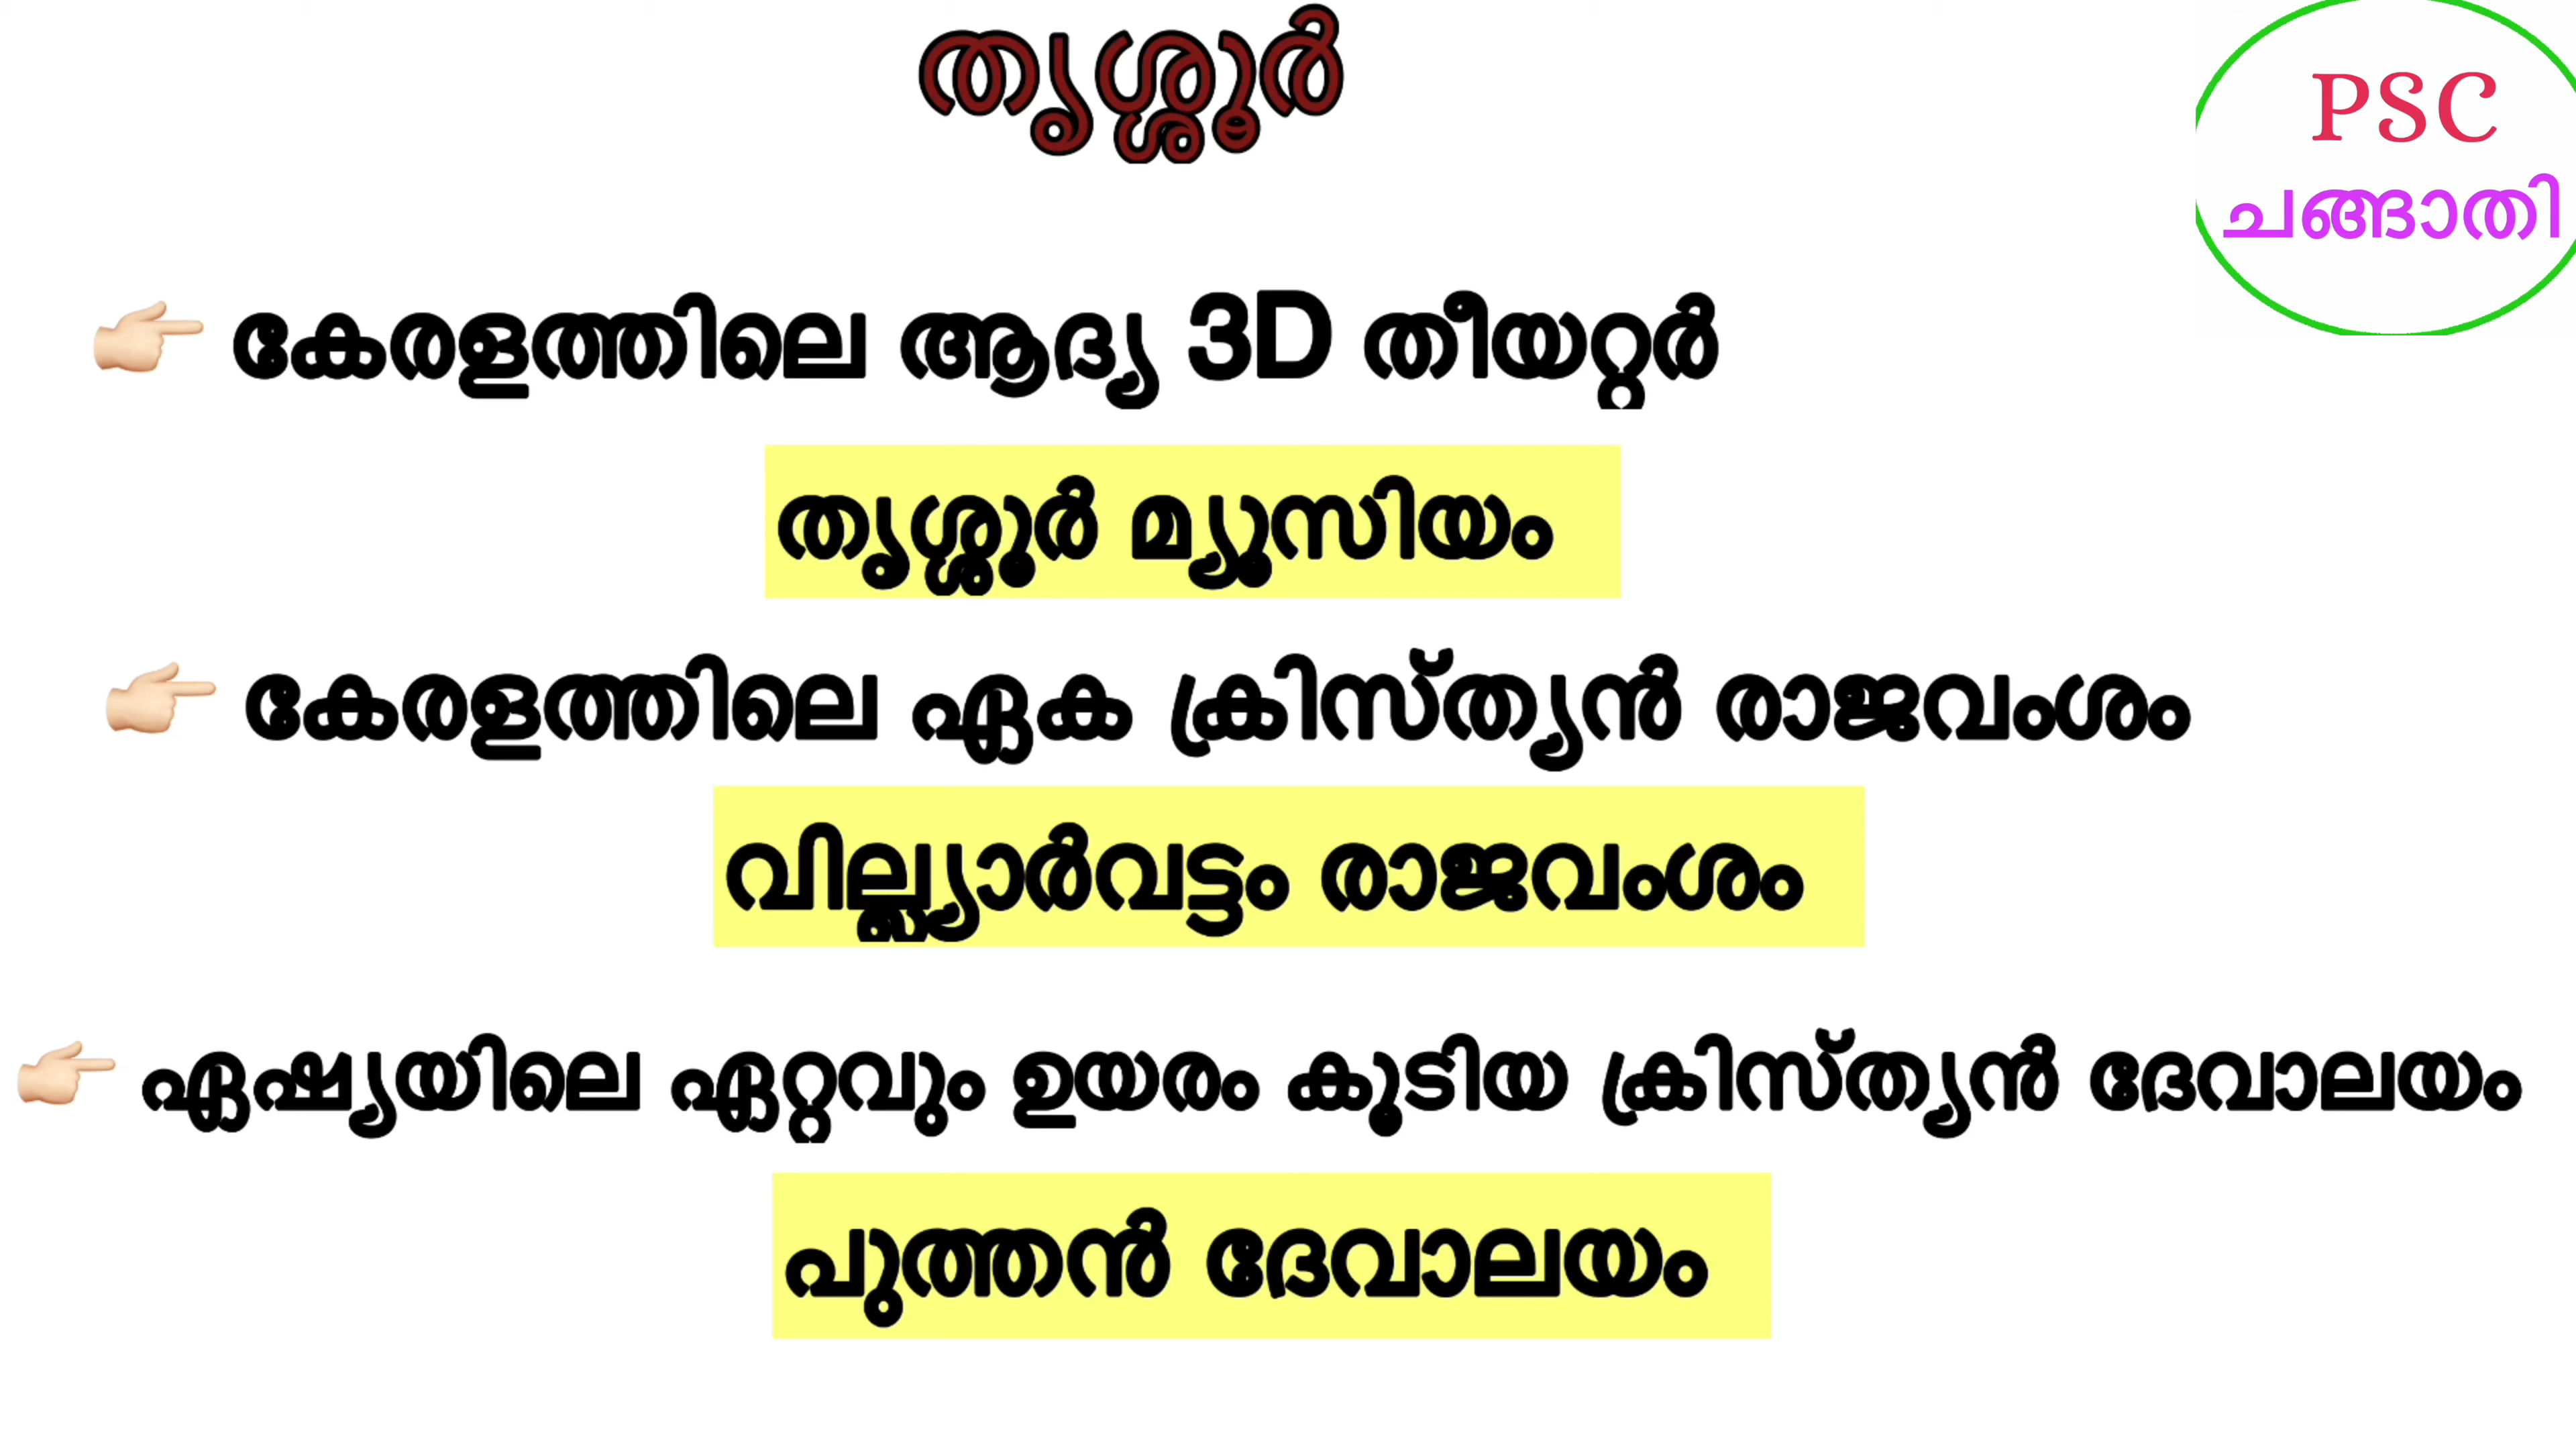 തൃശ്ശൂർ
PSC
ചങ്ങാതി
👉🏻 കേരളത്തിലെ ആദ്യ 3D തീയറ്റർ
തൃശ്ശൂർ മ്യൂസിയം
👉🏻 കേരളത്തിലെ ഏക ക്രിസ്ത്യൻ രാജവംശം
വില്ല്യാർവട്ടം രാജവംശം
👉🏻 ഏഷ്യയിലെ ഏറ്റവും ഉയരം കൂടിയ ക്രിസ്ത്യൻ ദേവാലയം
പുത്തൻ ദേവാലയം